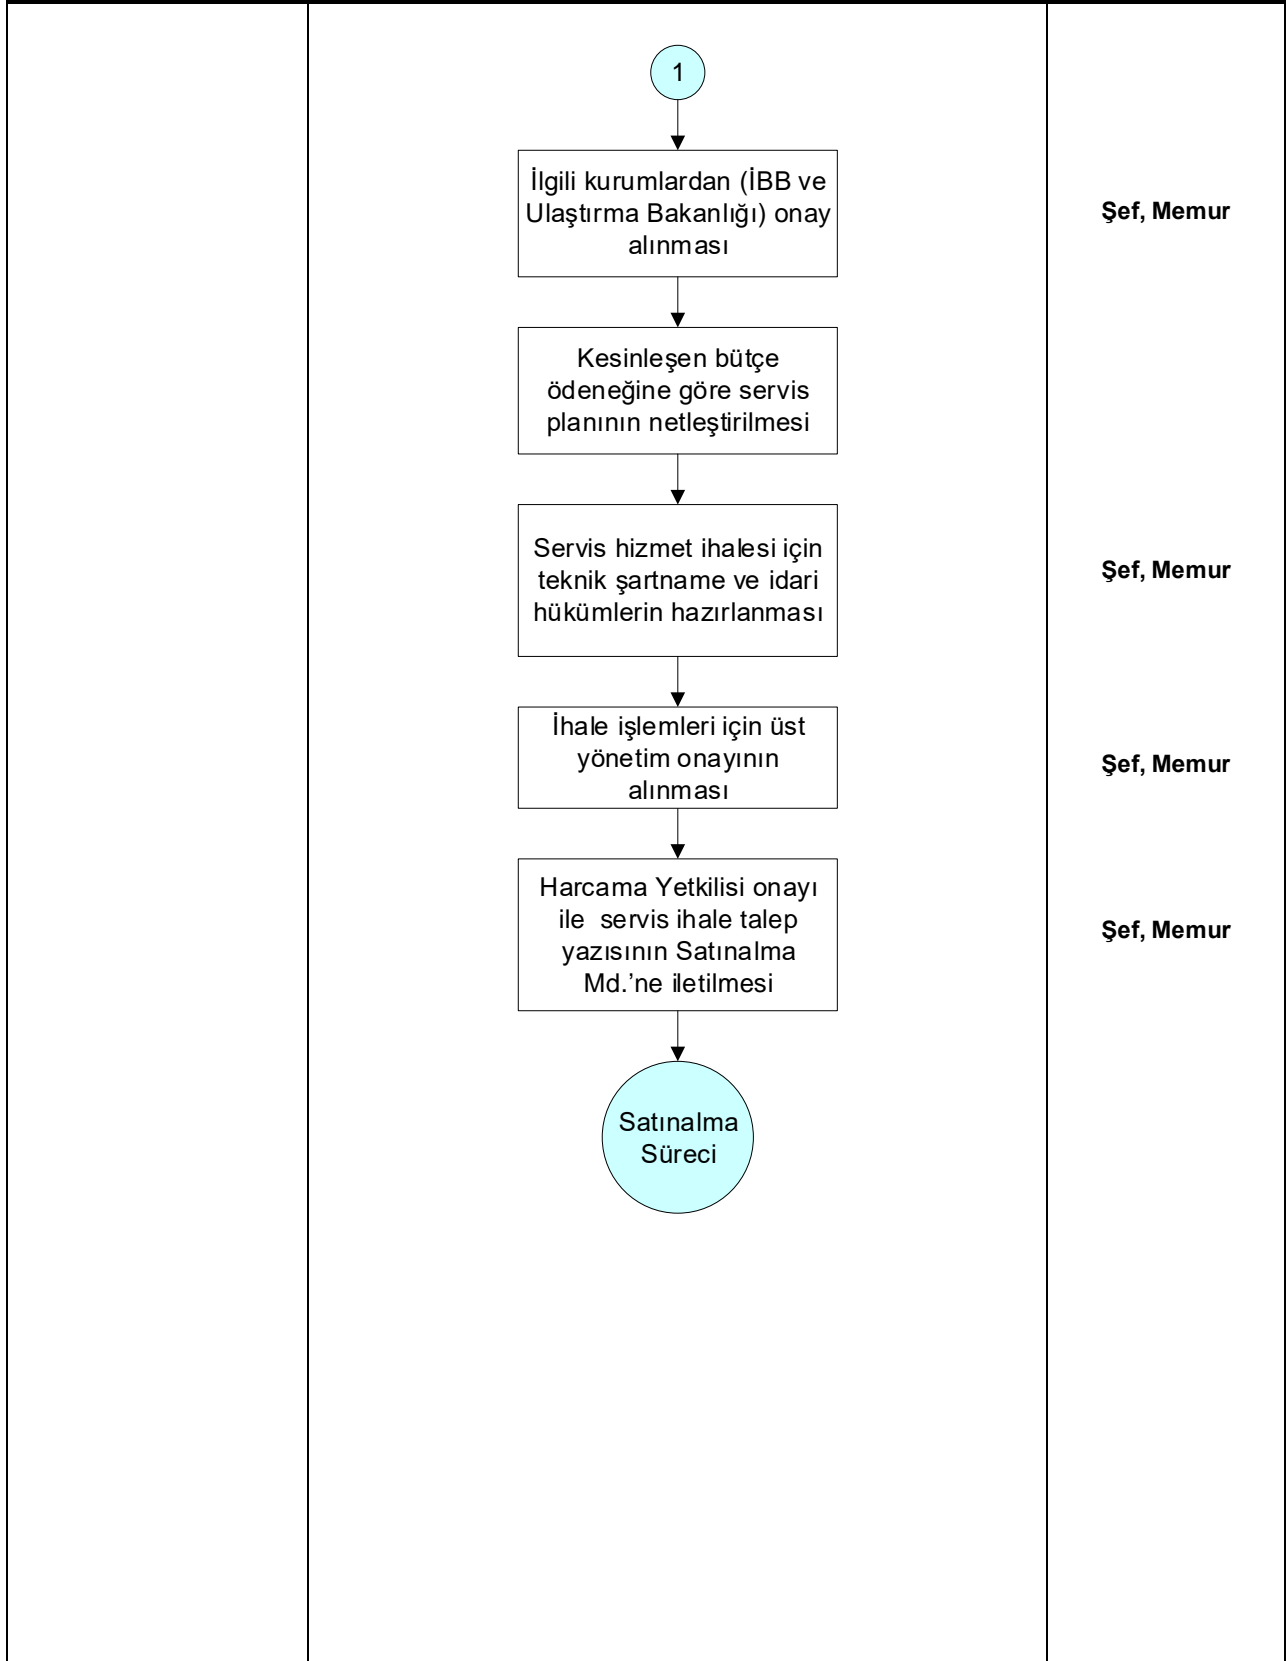 1
İlgili kurumlardan (İBB ve
Ulaştırma Bakanlığı) onay
alınması
Şef, Memur
Kesinleşen bütçe
ödeneğine göre servis
planının netleştirilmesi
Servis hizmet ihalesi için
teknik şartname ve idari
hükümlerin hazırlanması
Şef, Memur
İhale işlemleri için üst
yönetim onayının
alınması
Şef, Memur
Harcama Yetkilisi onayı
ile  servis ihale talep
yazısının Satınalma
Md.’ne iletilmesi
Şef, Memur
Satınalma
Süreci